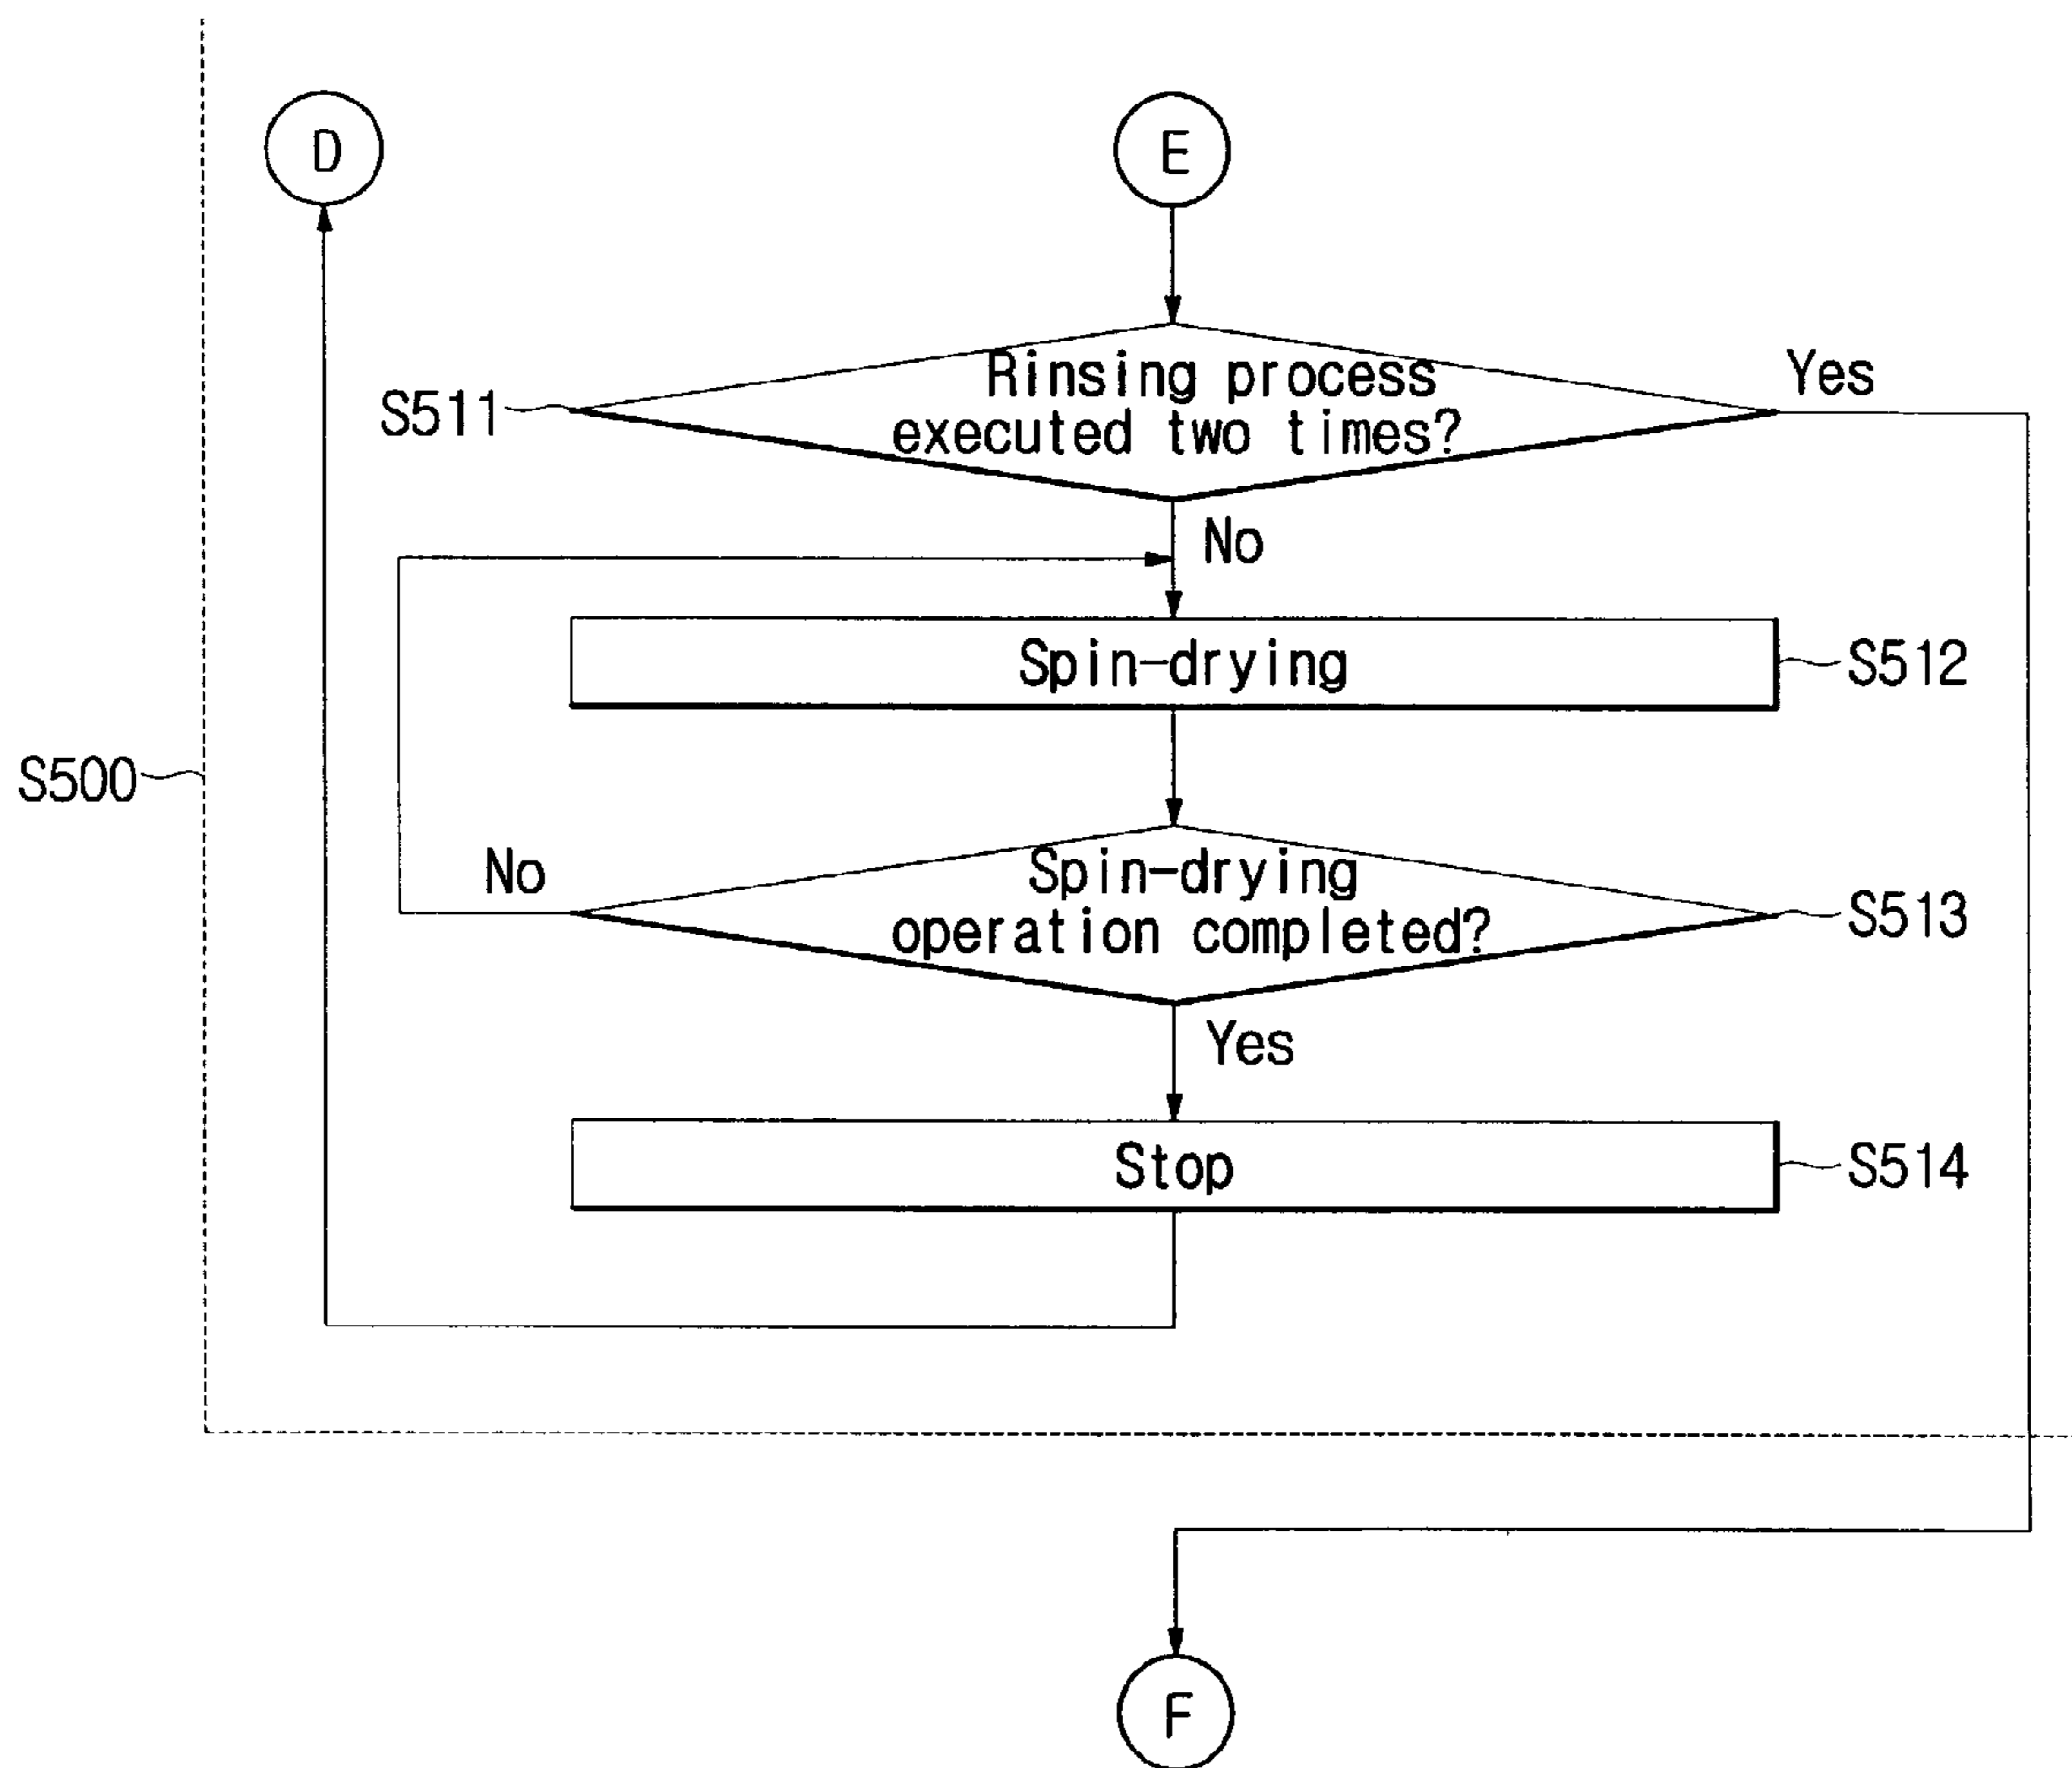 D
E
Rinsing process
executed two times?
Yes
S511
No
Spin-drying
S512
S500
No
Spin-drying
operation completed?
S513
Yes
Stop
S514
F